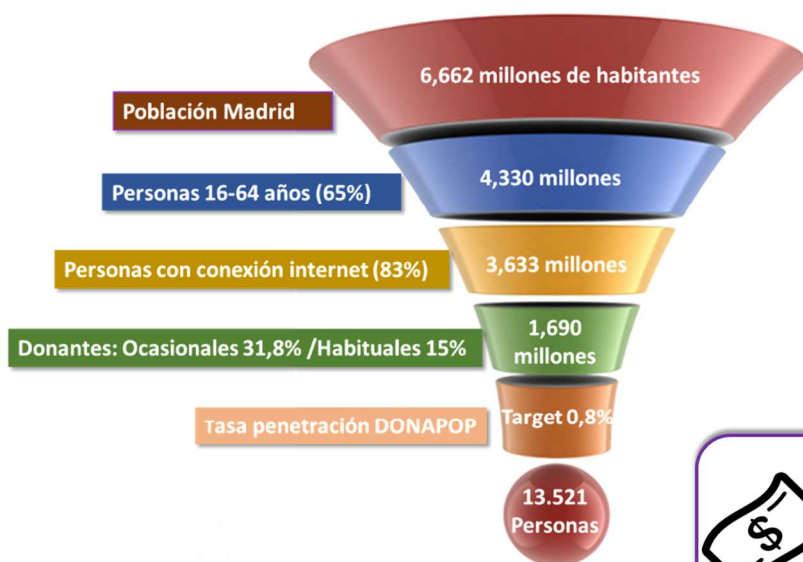 6,662 millones de habitantes
Población Madrid
4,330 millones
Personas 16-64 años (65%)
3,633 millones
Personas con conexión internet (83%)
1,690
millones
Donantes: Ocasionales 31,8% /Habituales 15%
Target 0,8%
Tasa penetración DONAPOP
13.521
Personas
$